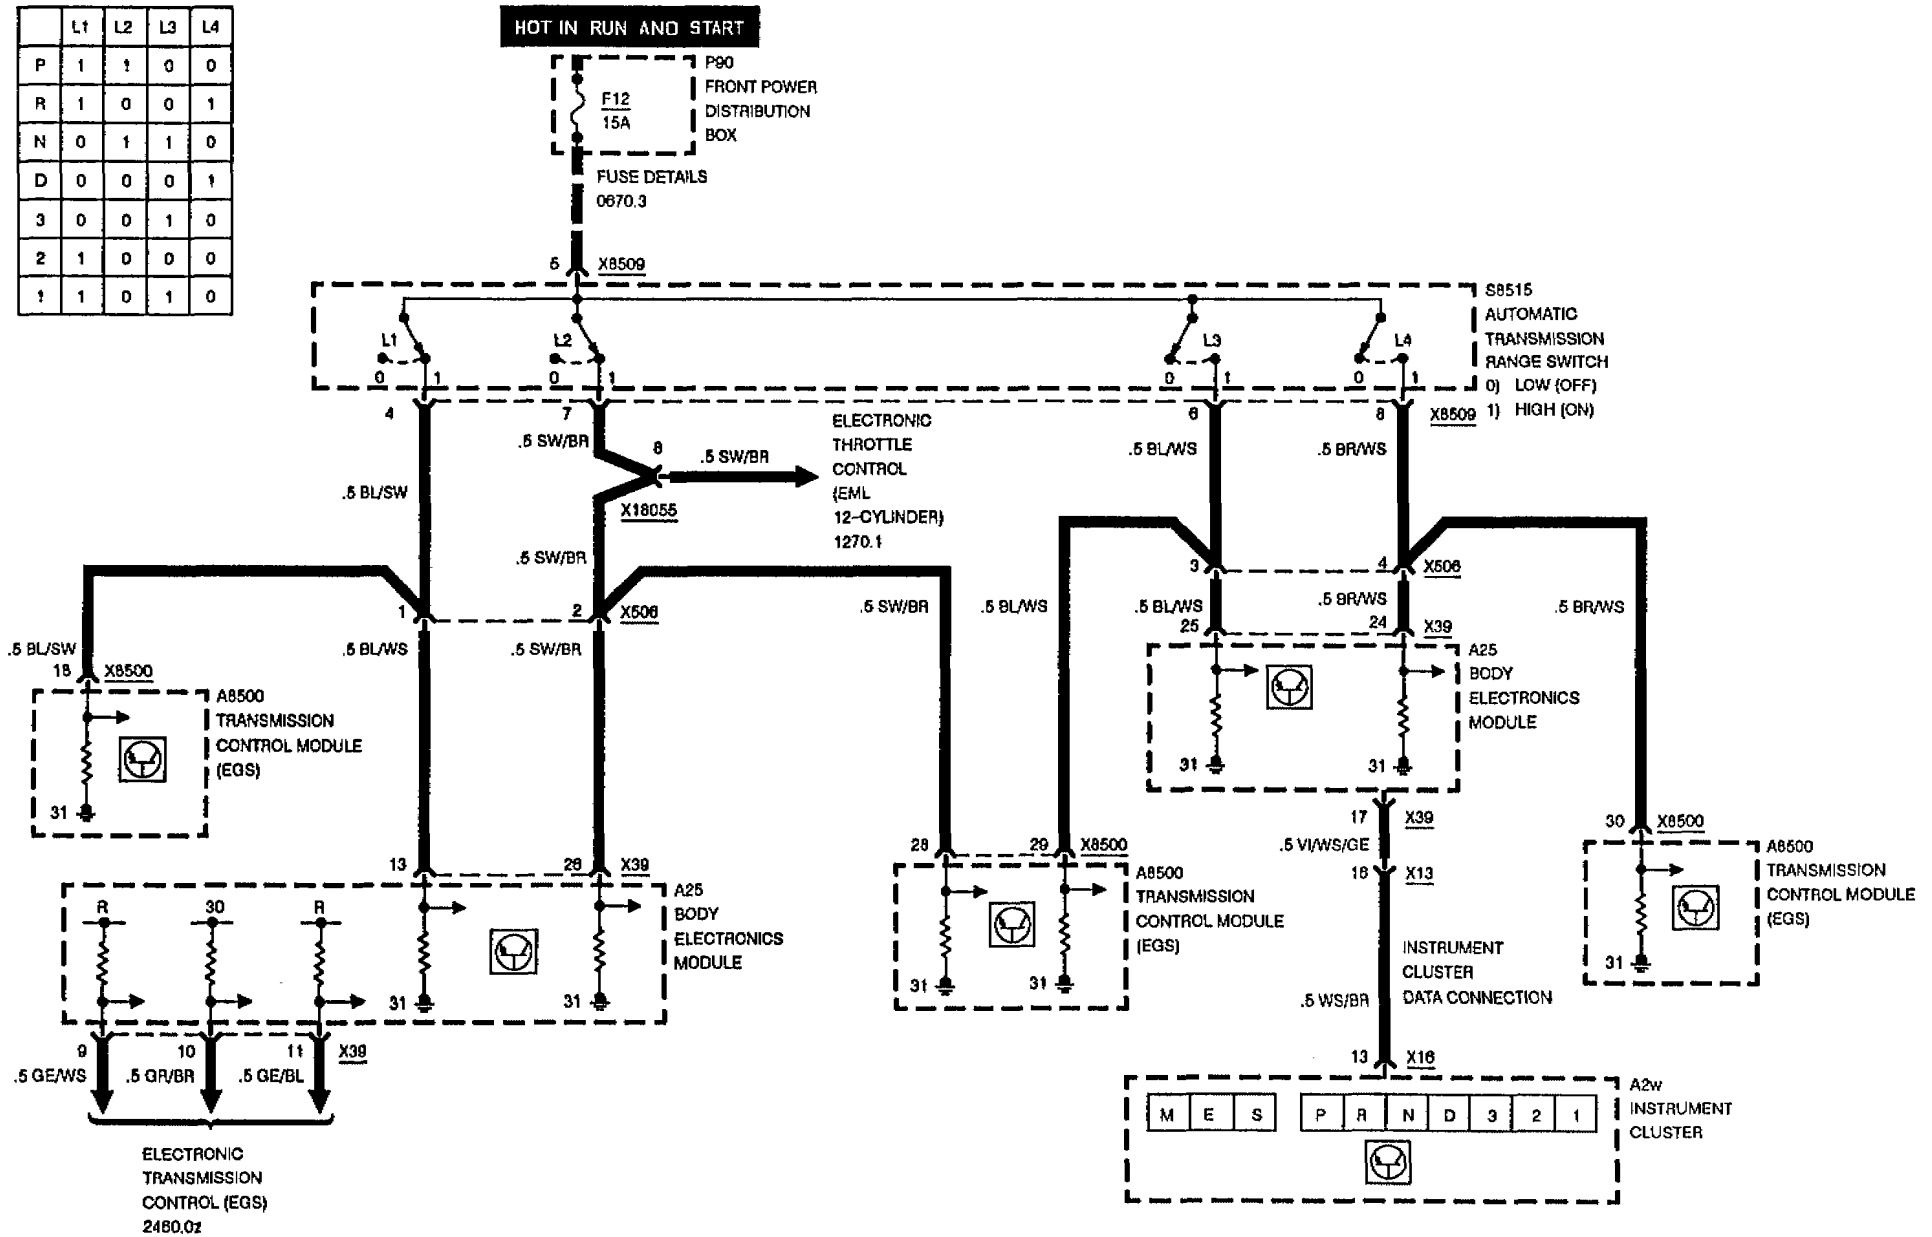 L1 L2 L3 L4
P 1 1 0 0
R 1 0 0 1
N 0 1 1 0
D 0 0 0 1
3 0 0 1 0
2 1 0 0 0
1 1 0 1 0
HOT IN RUN AND START
P90
FRONT POWER
DISTRIBUTION
BOX
F12
15A
FUSE DETAILS
0670.3
5 X8509
L1
0 1
L2
0 1
L3
0 1
L4
0 1
S8515
AUTOMATIC
TRANSMISSION
RANGE SWITCH
0) LOW (OFF)
1) HIGH (ON)
4 7 6 8 X8509
.5 SW/BR
8
.5 SW/BR
X18055
ELECTRONIC
THROTTLE
CONTROL
(EML
12-CYLINDER)
1270.1
.5 BL/WS
.5 BR/WS
.5 BL/SW
.5 SW/BR
1 2 X506
3 4 X506
.5 BL/SW
.5 BL/WS
.5 SW/BR
.5 SW/BR
.5 BL/WS
.5 BL/WS
.5 BR/WS
.5 BR/WS
18 X8500
A8500
TRANSMISSION
CONTROL MODULE
(EGS)
31
25 24 X39
A25
BODY
ELECTRONICS
MODULE
31 31
17 X39
.5 VI/WS/GE
16 X13
INSTRUMENT
CLUSTER
DATA CONNECTION
.5 WS/BR
13 X16
13 26 X39
A25
BODY
ELECTRONICS
MODULE
R 30 R
31 31
9 10 11 X39
.5 GE/WS
.5 GR/BR
.5 GE/BL
ELECTRONIC
TRANSMISSION
CONTROL (EGS)
2460.0z
28 29 X8500
A8500
TRANSMISSION
CONTROL MODULE
(EGS)
31 31
30 X8500
A8500
TRANSMISSION
CONTROL MODULE
(EGS)
31
A2w
INSTRUMENT
CLUSTER
M E S P R N D 3 2 1